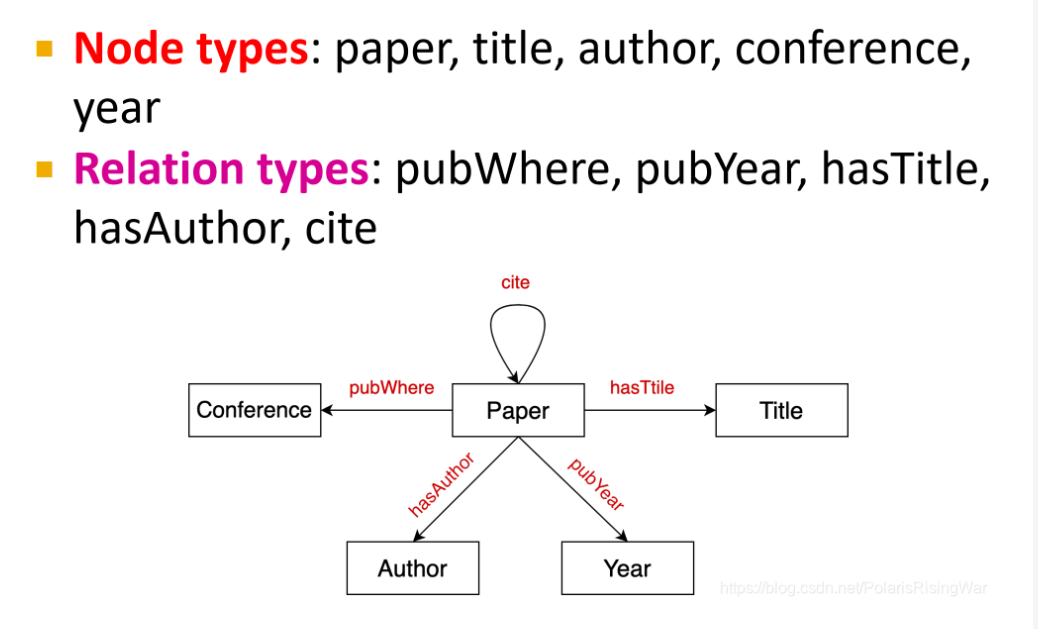 Node types: paper, title, author, conference,
year
Relation types: pubWhere, pubYear, hasTitle,
hasAuthor, cite
cite
pubWhere
hasTtile
Conference
Paper
Title
hasAuthor
pubYear
Author
Year
https://blog.csdn.net/PolarisRisingWar